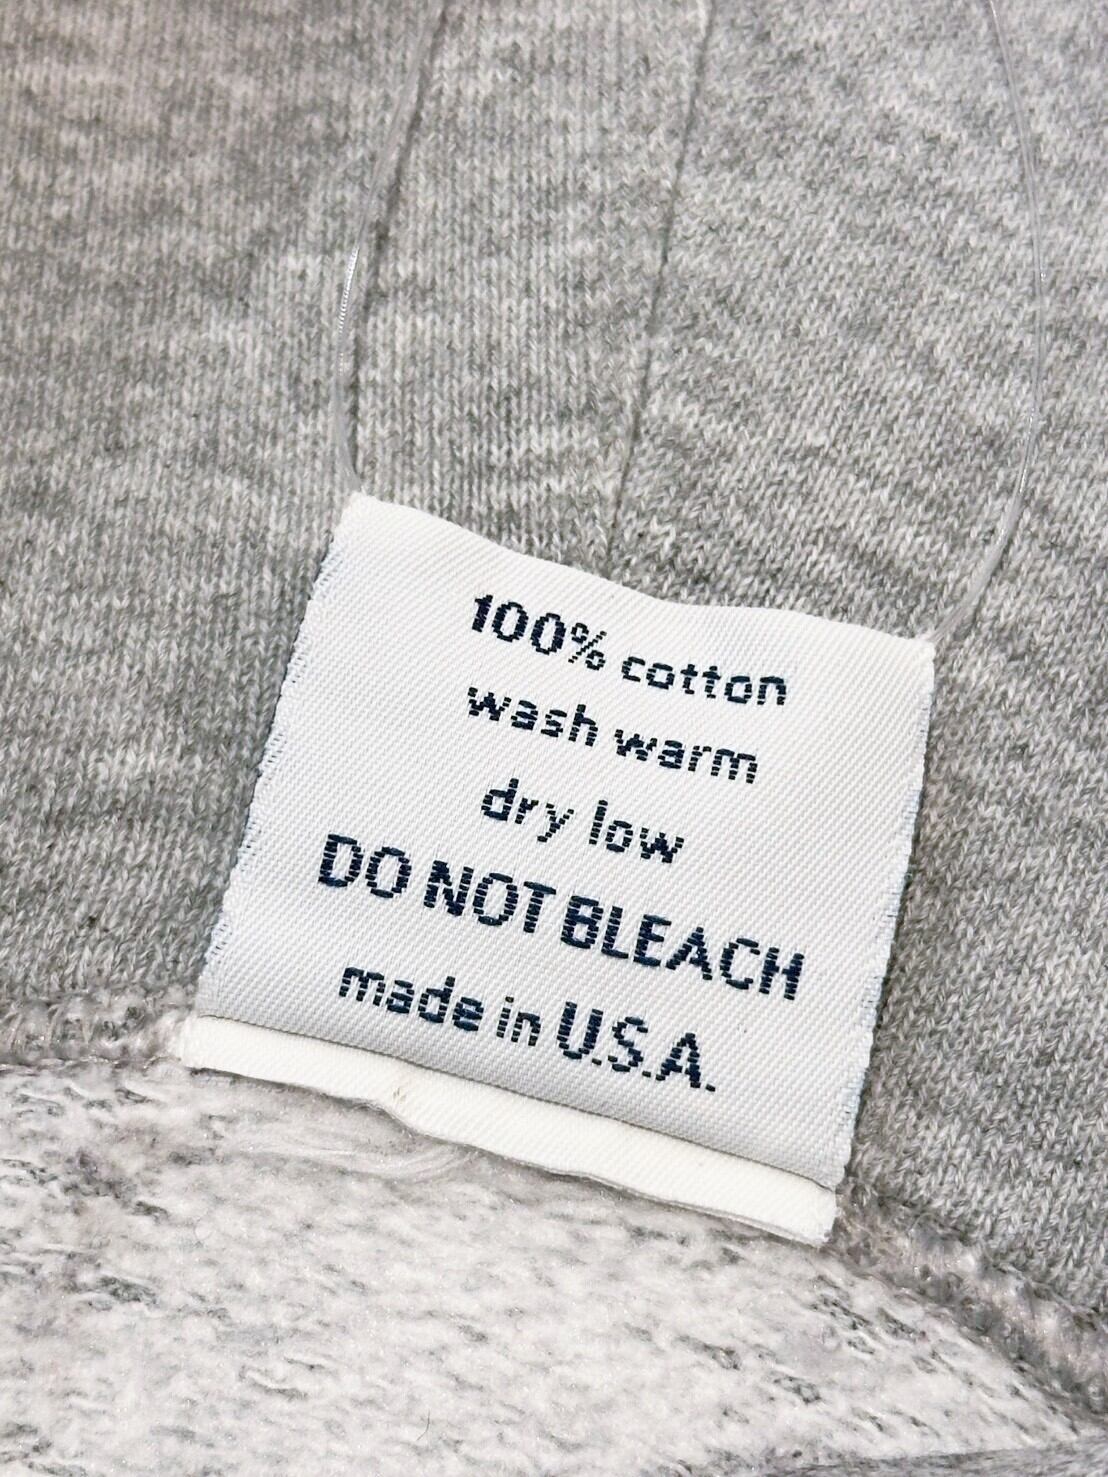 100% cotton
wash warm
dry low
DO NOT BLEACH
made in U.S.A.